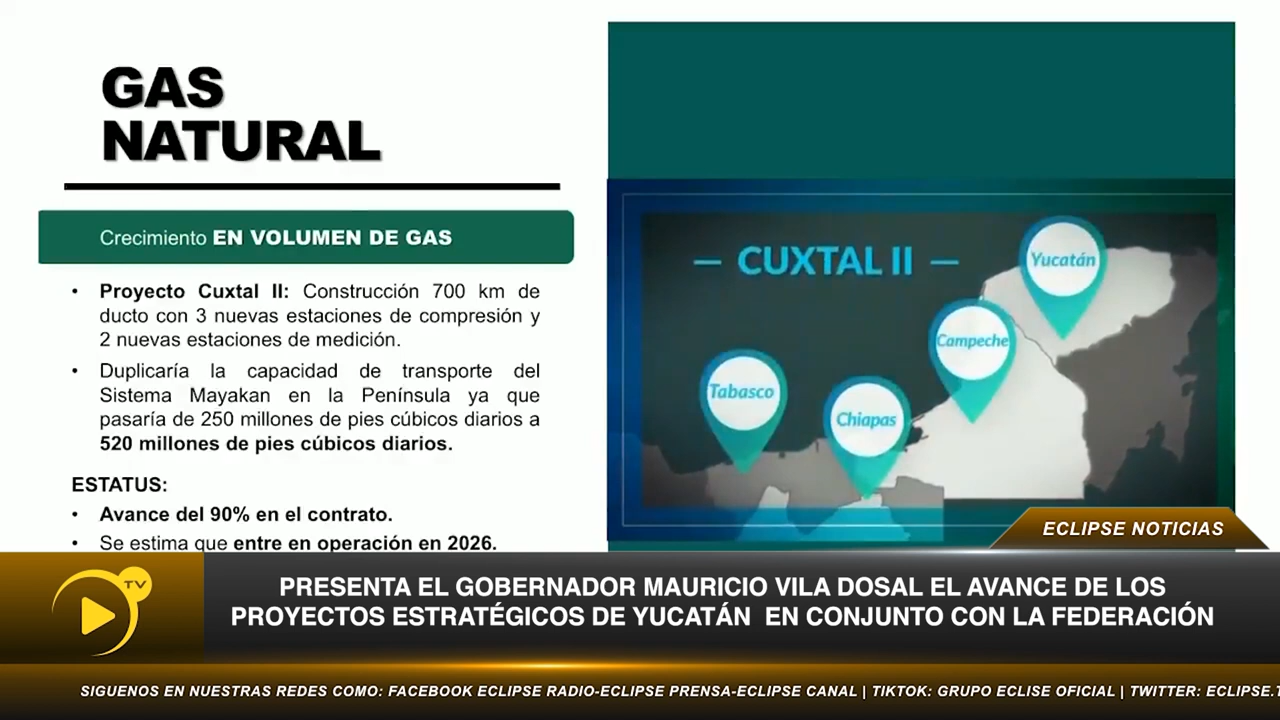 GAS
NATURAL
Crecimiento EN VOLUMEN DE GAS
• Proyecto Cuxtal II: Construcción 700 km de
ducto con 3 nuevas estaciones de compresión y
2 nuevas estaciones de medición.
• Duplicaría la capacidad de transporte del
Sistema Mayakan en la Península ya que
pasaría de 250 millones de pies cúbicos diarios a
520 millones de pies cúbicos diarios.
ESTATUS:
• Avance del 90% en el contrato.
• Se estima que entre en operación en 2026.
— CUXTAL II —
Yucatán
Campeche
Tabasco
Chiapas
ECLIPSE NOTICIAS
TV
PRESENTA EL GOBERNADOR MAURICIO VILA DOSAL EL AVANCE DE LOS
PROYECTOS ESTRATÉGICOS DE YUCATÁN EN CONJUNTO CON LA FEDERACIÓN
SIGUENOS EN NUESTRAS REDES COMO: FACEBOOK ECLIPSE RADIO-ECLIPSE PRENSA-ECLIPSE CANAL | TIKTOK: GRUPO ECLISE OFICIAL | TWITTER: ECLIPSE.T